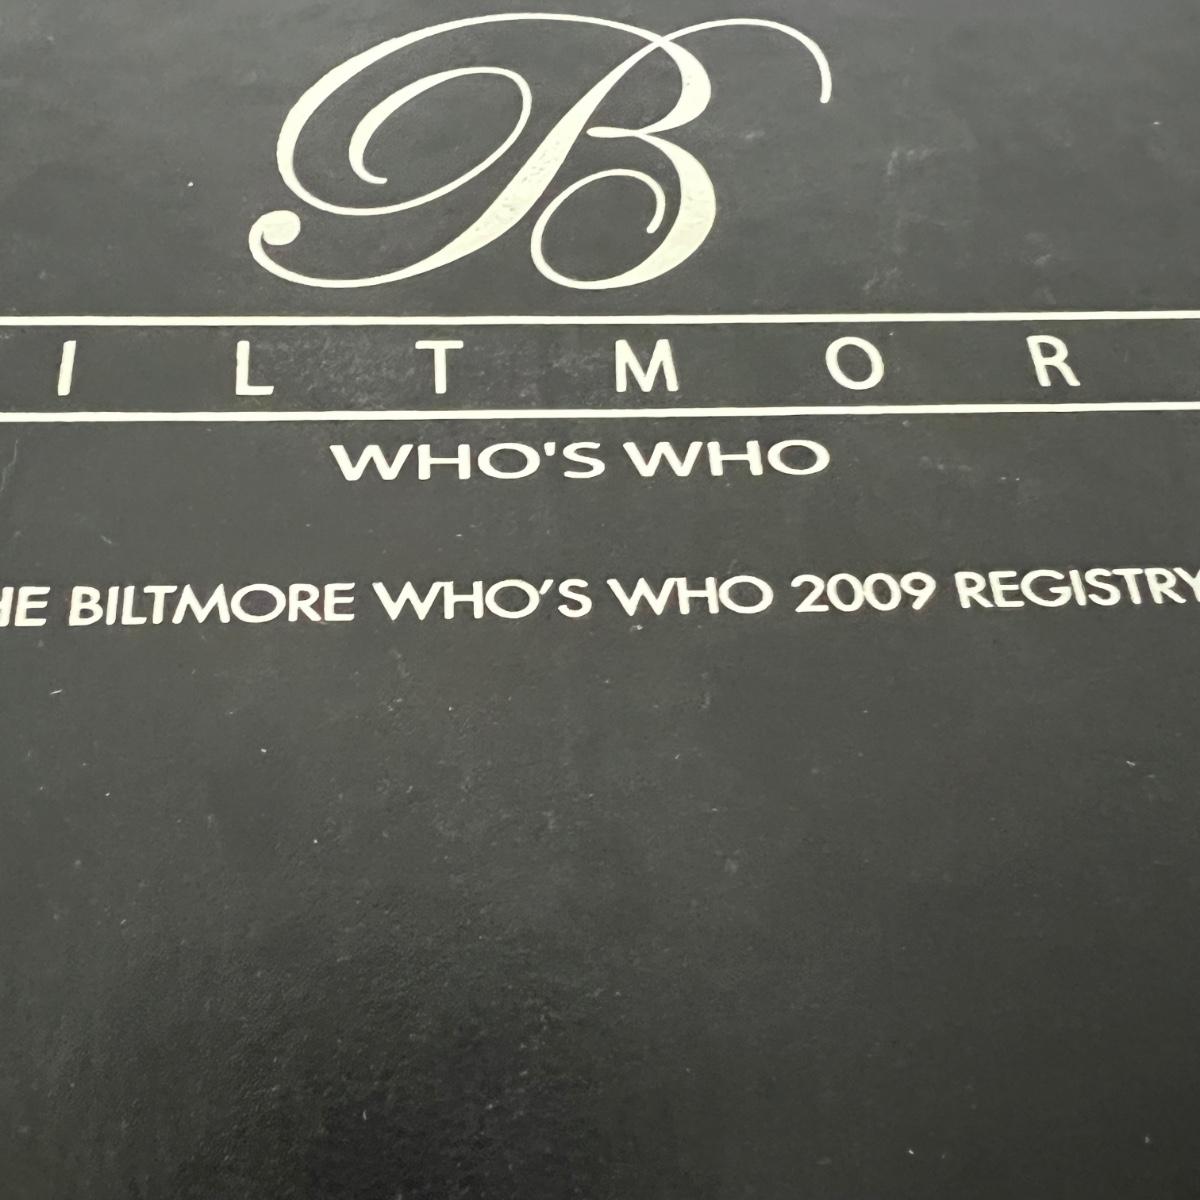 B
ILTMOR
WHO'S WHO
HE BILTMORE WHO'S WHO 2009 REGISTRY